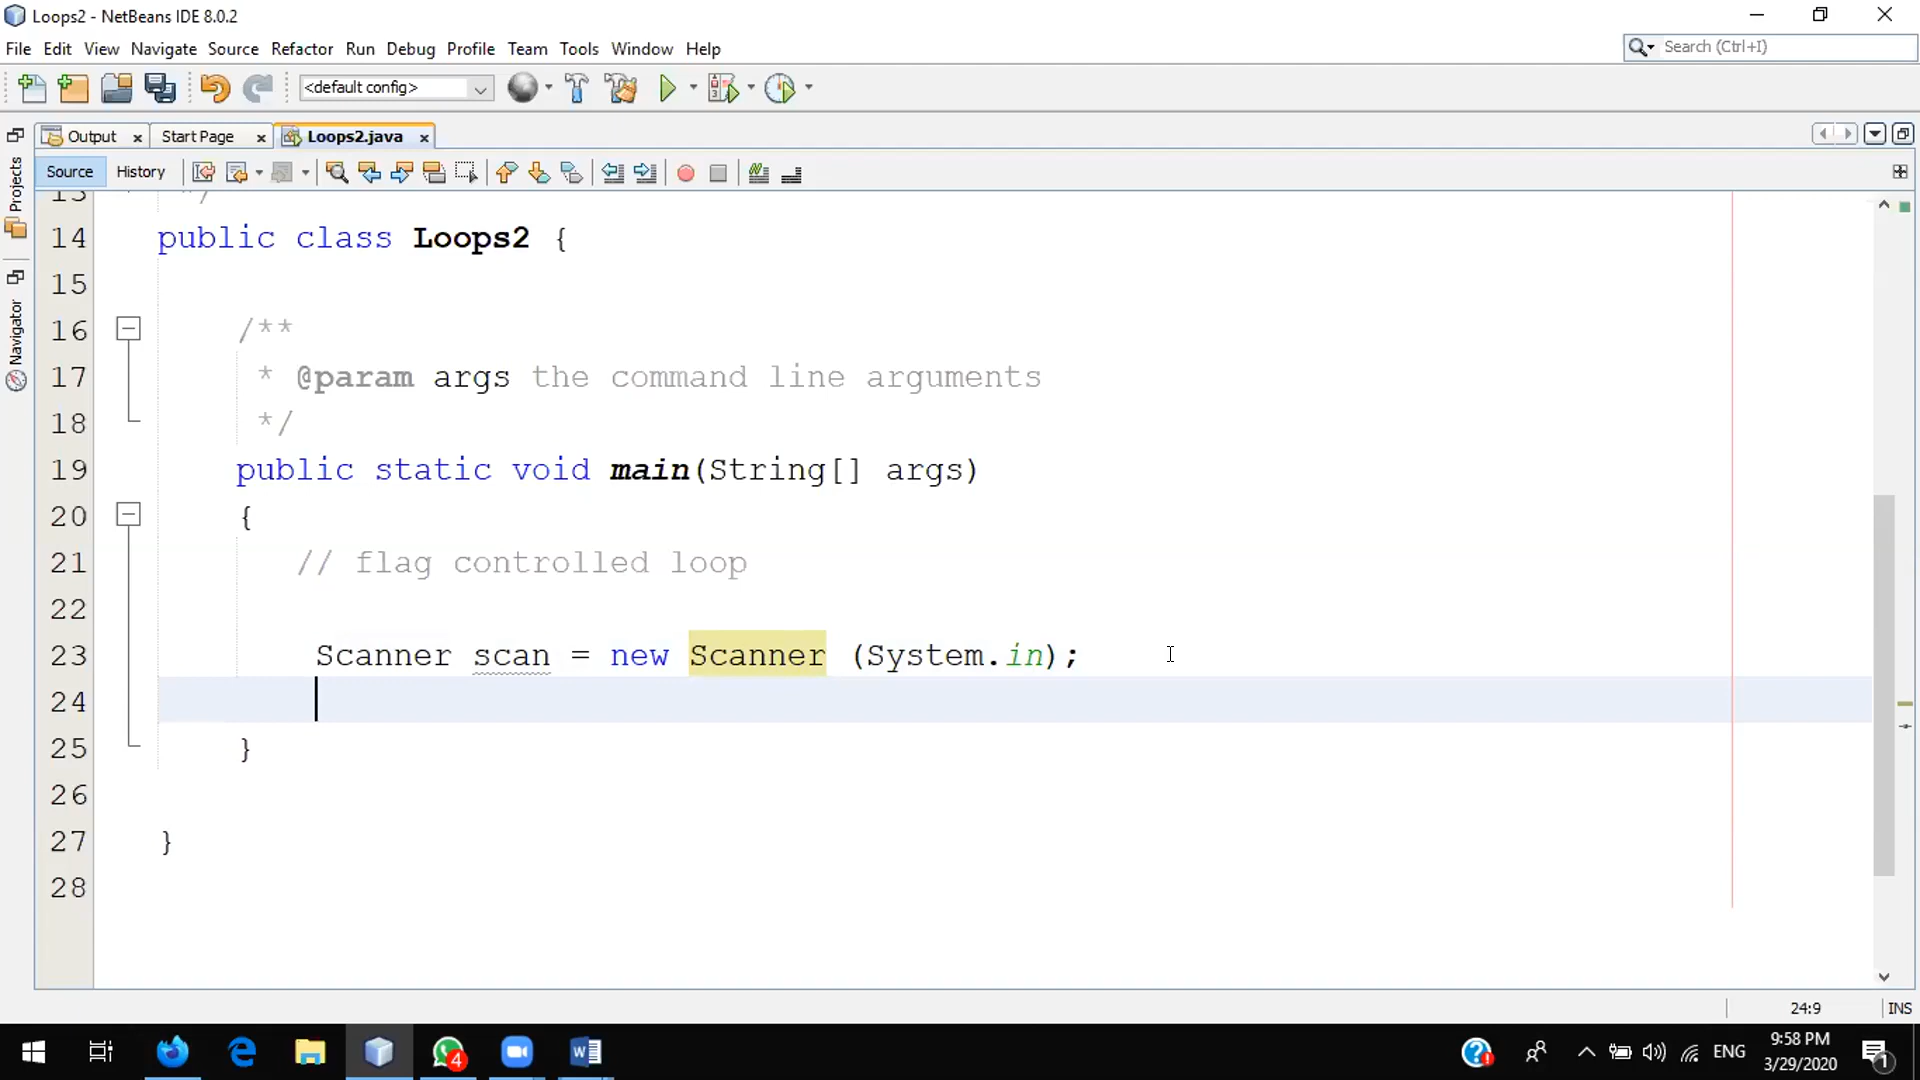 Loops2 - NetBeans IDE 8.0.2
File Edit View Navigate Source Refactor Run Debug Profile Team Tools Window Help
Search (Ctrl+I)
<default config>
Output Start Page Loops2.java
Source History
Projects
Navigator
13 */
14 public class Loops2 {
15
16 /**
17 * @param args the command line arguments
18 */
19 public static void main(String[] args)
20 {
21 // flag controlled loop
22
23 Scanner scan = new Scanner (System.in);
24
25 }
26
27 }
28
24:9 INS
4
ENG
9:58 PM
3/29/2020
1